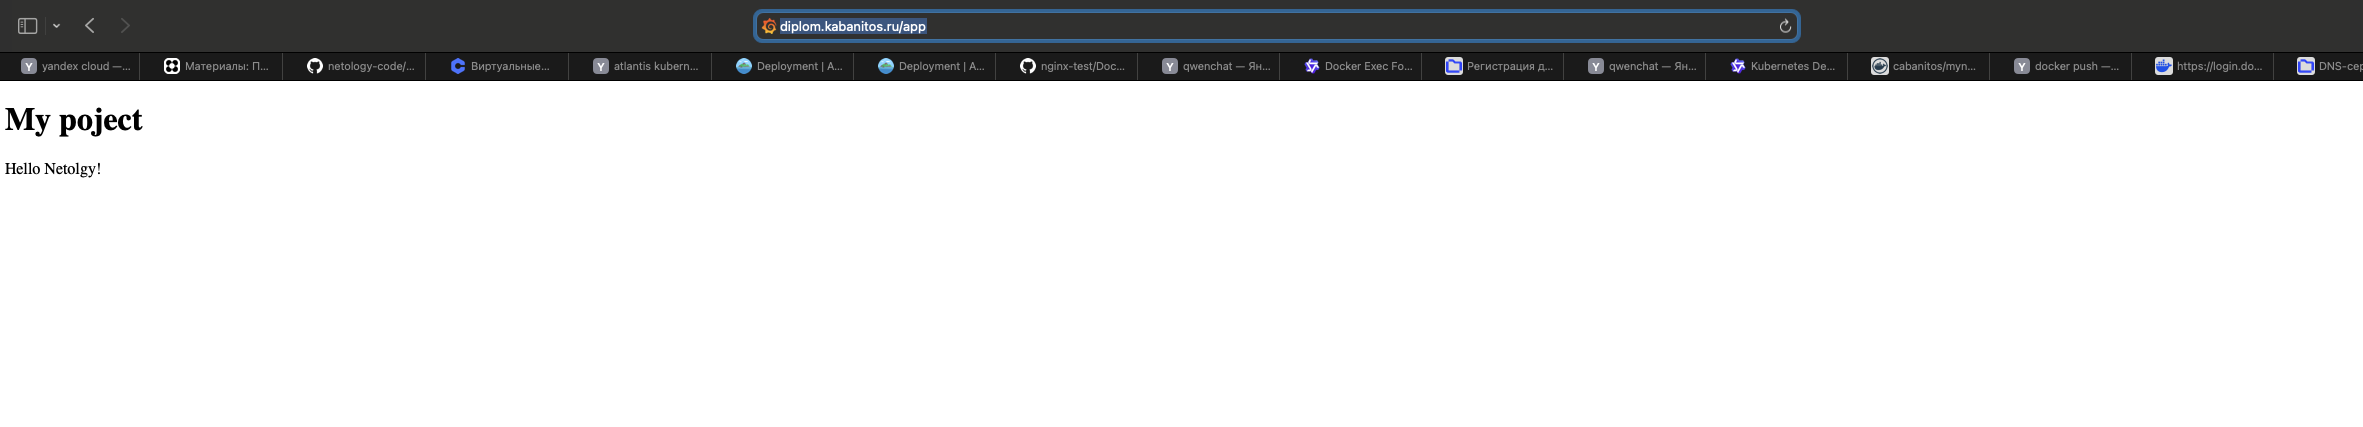 diplom.kabanitos.ru/app
Y yandex cloud —... Материалы: П... netology-code/... Виртуальные... Y atlantis kubern... Deployment | A... Deployment | A... nginx-test/Doc... Y qwenchat — Ян... Docker Exec Fo... Регистрация д... Y qwenchat — Ян... Kubernetes De... cabanitos/myn... Y docker push —... https://login.do... DNS-сер
My poject
Hello Netolgy!